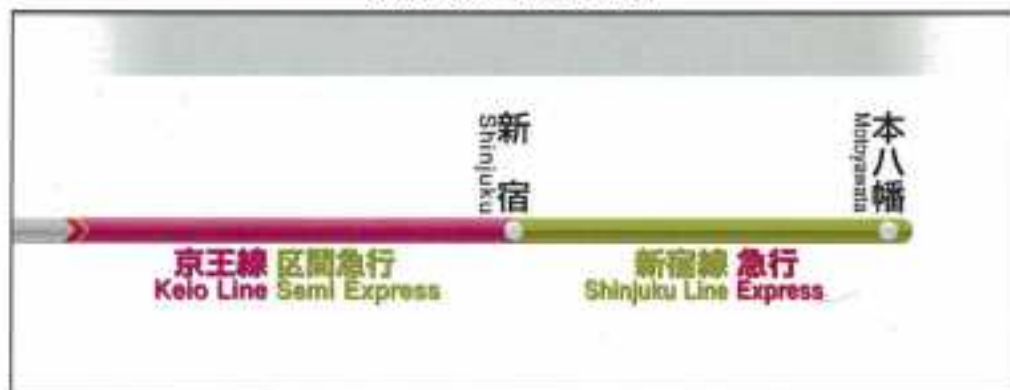 新宿
Shinjuku
本八幡
Motoyawata
京王線 区間急行
Keio Line Semi Express
新宿線 急行
Shinjuku Line Express